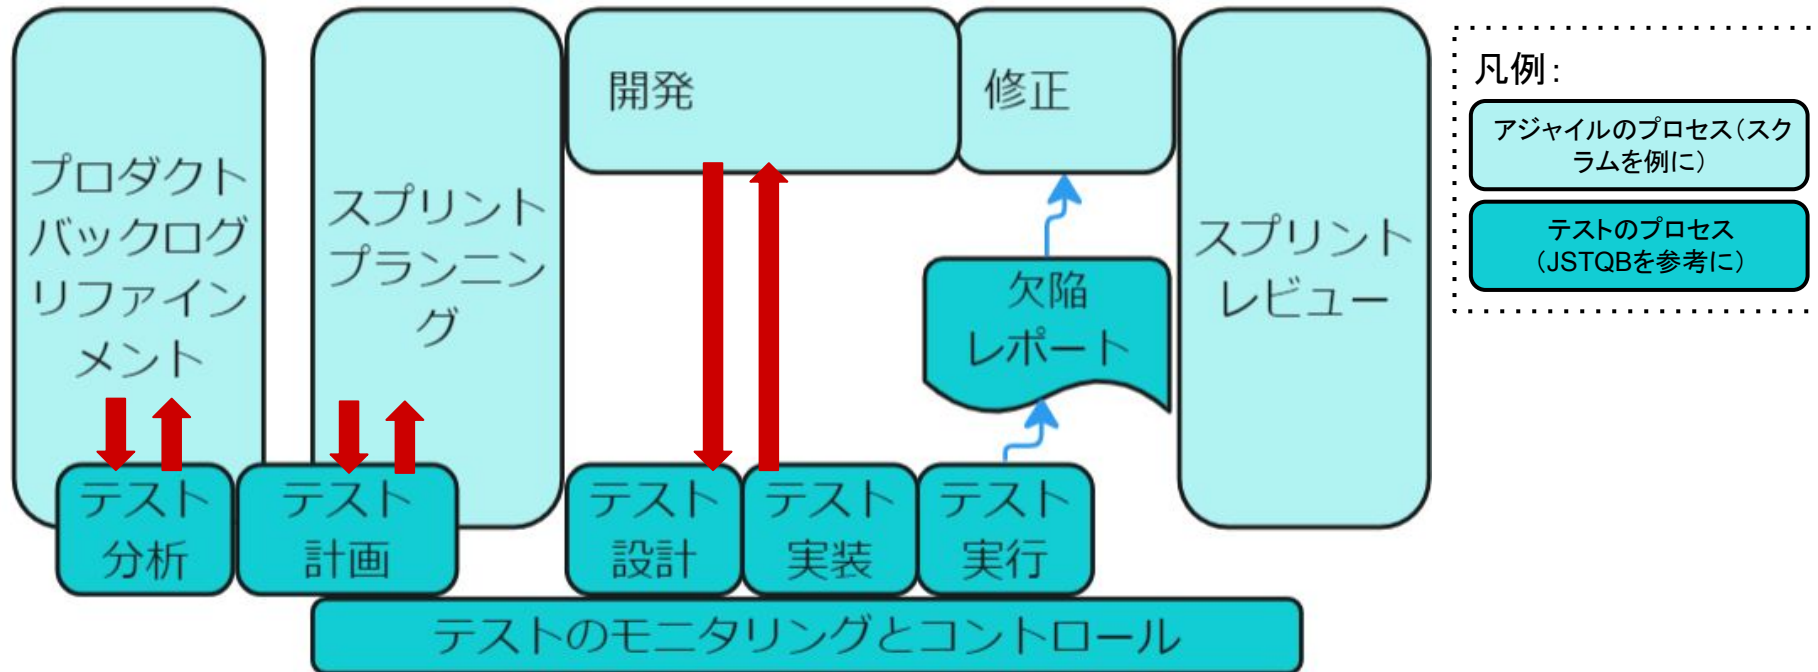 プロダクト
バックログ
リファイン
メント
スプリント
プランニン
グ
開発
修正
スプリント
レビュー
欠陥
レポート
テスト
分析
テスト
計画
テスト
設計
テスト
実装
テスト
実行
テストのモニタリングとコントロール
凡例:
アジャイルのプロセス（スク
ラムを例に）
テストのプロセス
（JSTQBを参考に）